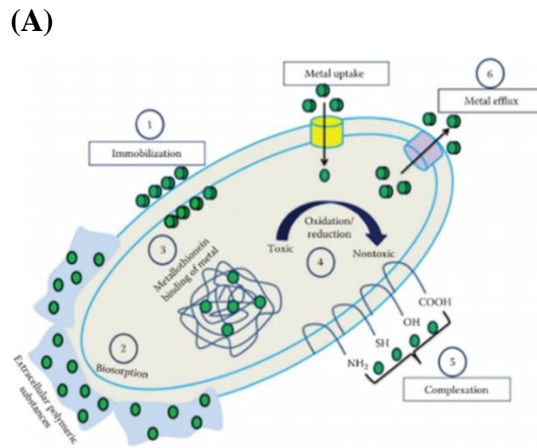 (A)
Metal uptake
6
Metal efflux
1
Immobilization
3
Metallothionein
binding of metal
Oxidation/
reduction
Toxic
4
Nontoxic
COOH
OH
SH
NH2
2
Biosorption
5
Complexation
Extracellular polymeric
substances